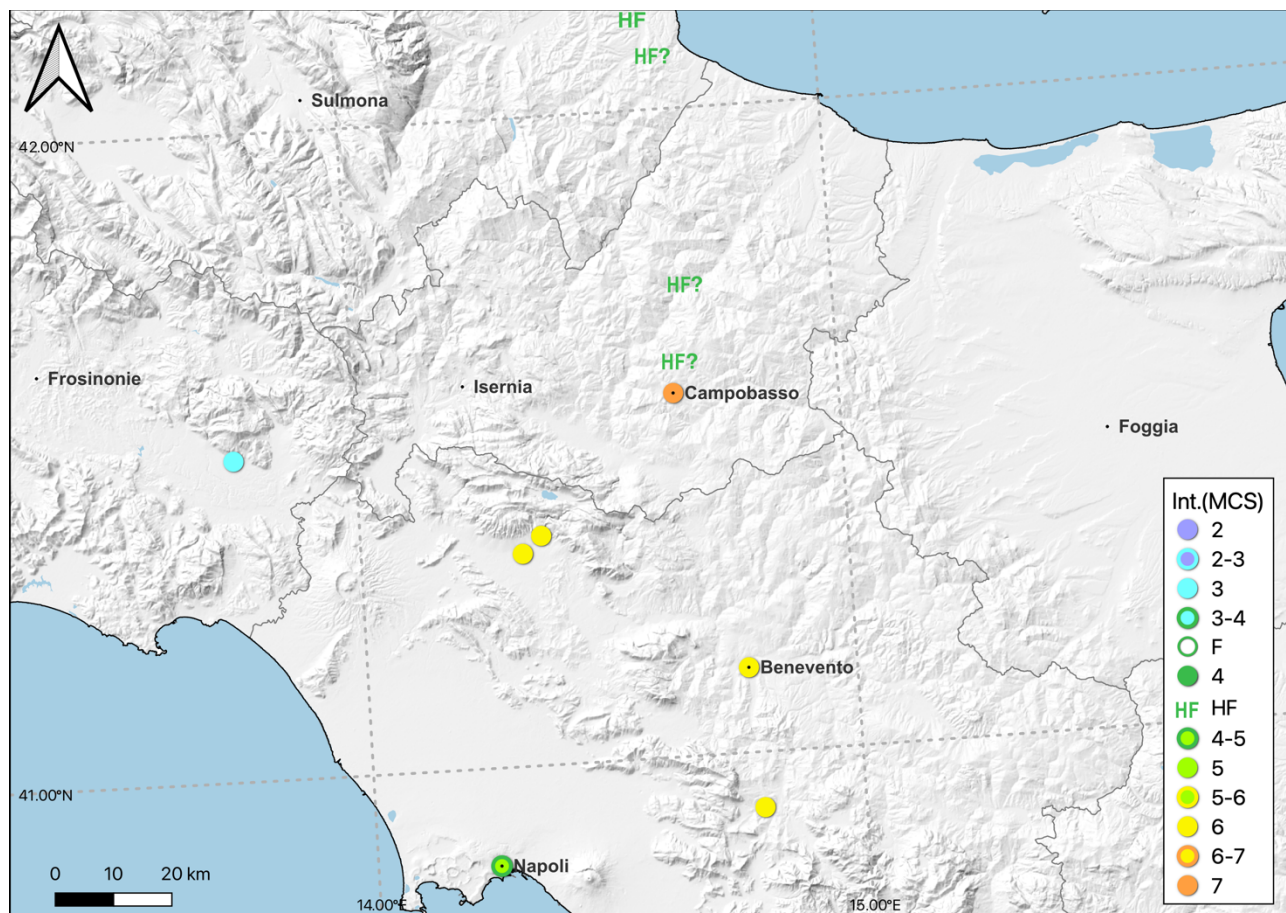 HF
HF?
Sulmona
42.00°N
HF?
HF?
Frosinonie
Isernia
Campobasso
Foggia
Benevento
41.00°N
Napoli
0 10 20 km
14.00°E
15.00°E
Int.(MCS)
2
2-3
3
3-4
F
4
HF HF
4-5
5
5-6
6
6-7
7